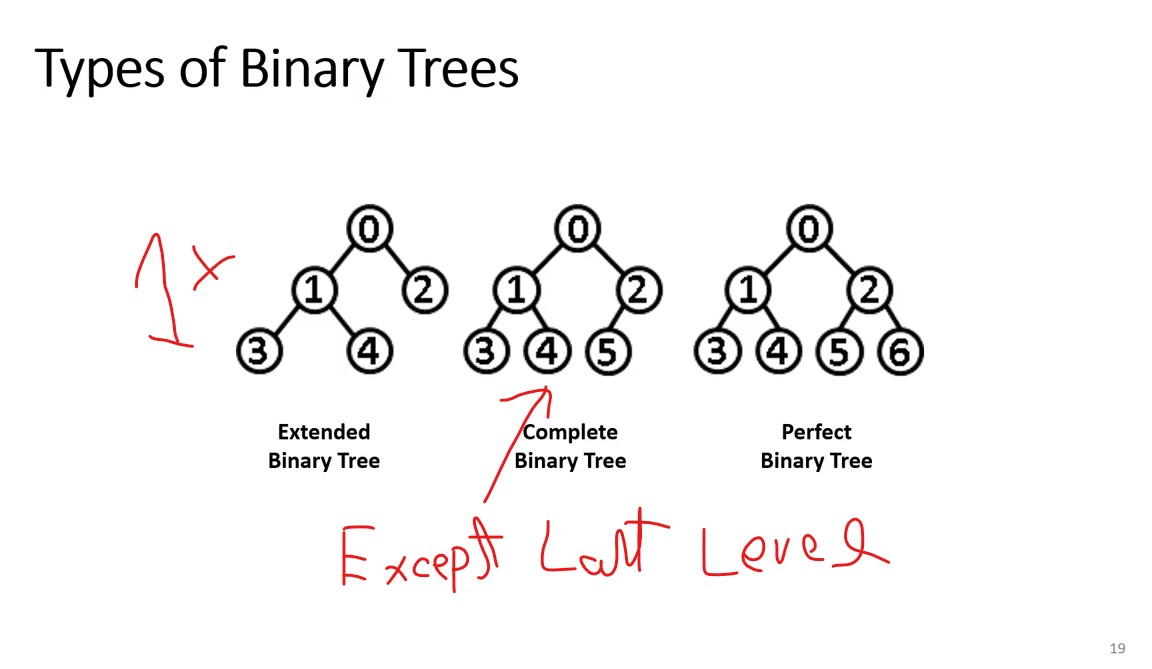 Types of Binary Trees
1 x
0 0 0
1 2 1 2 1 2
3 4 3 4 5 3 4 5 6
Extended Complete Perfect
Binary Tree Binary Tree Binary Tree
Except Last Level
19